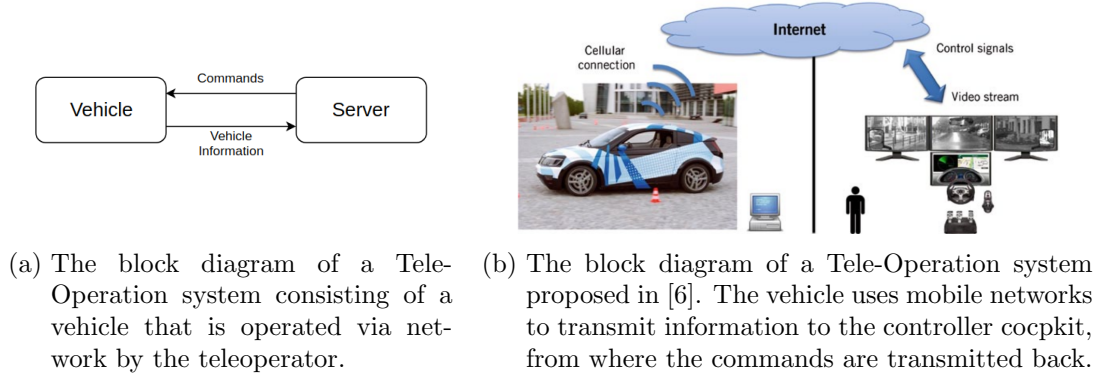 Commands
Vehicle
Server
Vehicle
Information
Internet
Cellular
connection
Control signals
Video stream
(a) The block diagram of a Tele-
Operation system consisting of a
vehicle that is operated via net-
work by the teleoperator.
(b) The block diagram of a Tele-Operation system
proposed in [6]. The vehicle uses mobile networks
to transmit information to the controller cocpkit,
from where the commands are transmitted back.